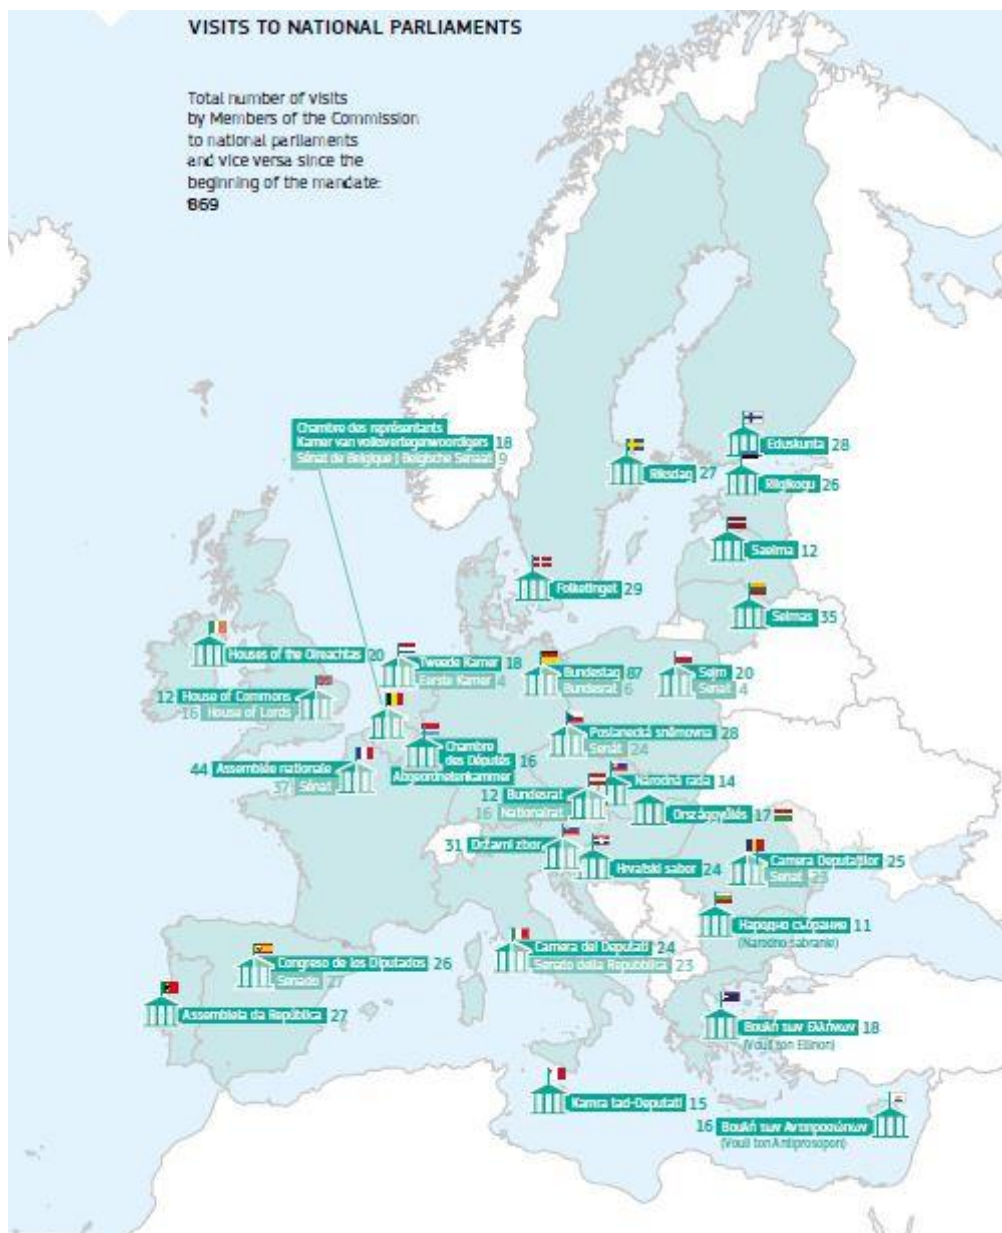 VISITS TO NATIONAL PARLIAMENTS
Total number of visits
by Members of the Commission
to national parliaments
and vice versa since the
beginning of the mandate:
869
Chambre des représentants
Kamer van volksvertegenwoordigers 18
Sénat de Belgique | Belgische Senaat 9
Eduskunta 28
Riksdag 27
Riigikogu 26
Saeima 12
Folketinget 29
Seimas 35
Houses of the Oireachtas 20
Tweede Kamer 18
Eerste Kamer 4
Bundestag 87
Bundesrat 6
Sejm 20
Senat 4
12 House of Commons
16 House of Lords
Poslanecká sněmovna 28
Senát 24
Chambre
des Députés 16
Abgeordnetenkammer
44 Assemblée nationale
37 Sénat
Národná rada 14
12 Bundesrat
16 Nationalrat
Országgyűlés 17
31 Državni zbor
Hrvatski sabor 24
Camera Deputaților 25
Senat
Народно събрание 11
(Narodno sabranie)
Camera dei Deputati 24
Senato della Repubblica 23
Congreso de los Diputados 26
Senado 27
Assembleia da República 27
Βουλή των Ελλήνων 18
(Vouli ton Ellinon)
Kamra tad-Deputati 15
16 Βουλή των Αντιπροσώπων
(Vouli ton Antiprosopon)